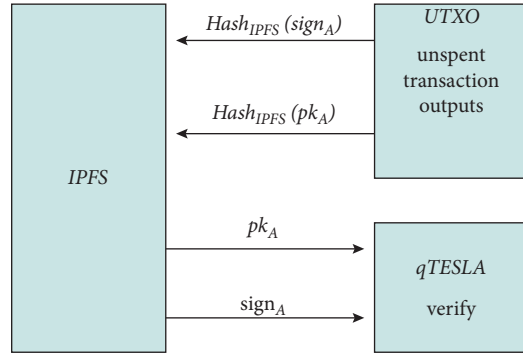 Hash_IPFS (sign_A)
UTXO
unspent
transaction
outputs
Hash_IPFS (pk_A)
IPFS
pk_A
qTESLA
verify
sign_A